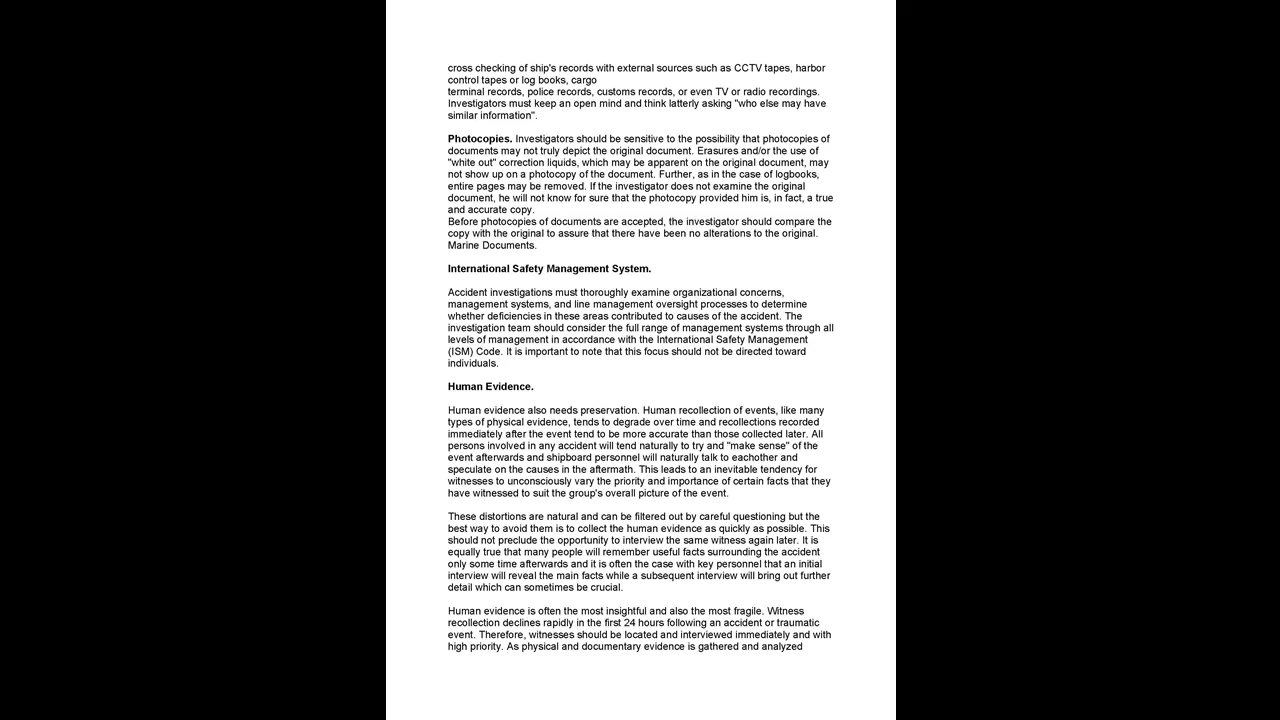 cross checking of ship's records with external sources such as CCTV tapes, harbor
control tapes or log books, cargo
terminal records, police records, customs records, or even TV or radio recordings.
Investigators must keep an open mind and think latterly asking "who else may have
similar information".
Photocopies. Investigators should be sensitive to the possibility that photocopies of
documents may not truly depict the original document. Erasures and/or the use of
"white out" correction liquids, which may be apparent on the original document, may
not show up on a photocopy of the document. Further, as in the case of logbooks,
entire pages may be removed. If the investigator does not examine the original
document, he will not know for sure that the photocopy provided him is, in fact, a true
and accurate copy.
Before photocopies of documents are accepted, the investigator should compare the
copy with the original to assure that there have been no alterations to the original.
Marine Documents.
International Safety Management System.
Accident investigations must thoroughly examine organizational concerns,
management systems, and line management oversight processes to determine
whether deficiencies in these areas contributed to causes of the accident. The
investigation team should consider the full range of management systems through all
levels of management in accordance with the International Safety Management
(ISM) Code. It is important to note that this focus should not be directed toward
individuals.
Human Evidence.
Human evidence also needs preservation. Human recollection of events, like many
types of physical evidence, tends to degrade over time and recollections recorded
immediately after the event tend to be more accurate than those collected later. All
persons involved in any accident will tend naturally to try and "make sense" of the
event afterwards and shipboard personnel will naturally talk to eachother and
speculate on the causes in the aftermath. This leads to an inevitable tendency for
witnesses to unconsciously vary the priority and importance of certain facts that they
have witnessed to suit the group's overall picture of the event.
These distortions are natural and can be filtered out by careful questioning but the
best way to avoid them is to collect the human evidence as quickly as possible. This
should not preclude the opportunity to interview the same witness again later. It is
equally true that many people will remember useful facts surrounding the accident
only some time afterwards and it is often the case with key personnel that an initial
interview will reveal the main facts while a subsequent interview will bring out further
detail which can sometimes be crucial.
Human evidence is often the most insightful and also the most fragile. Witness
recollection declines rapidly in the first 24 hours following an accident or traumatic
event. Therefore, witnesses should be located and interviewed immediately and with
high priority. As physical and documentary evidence is gathered and analyzed